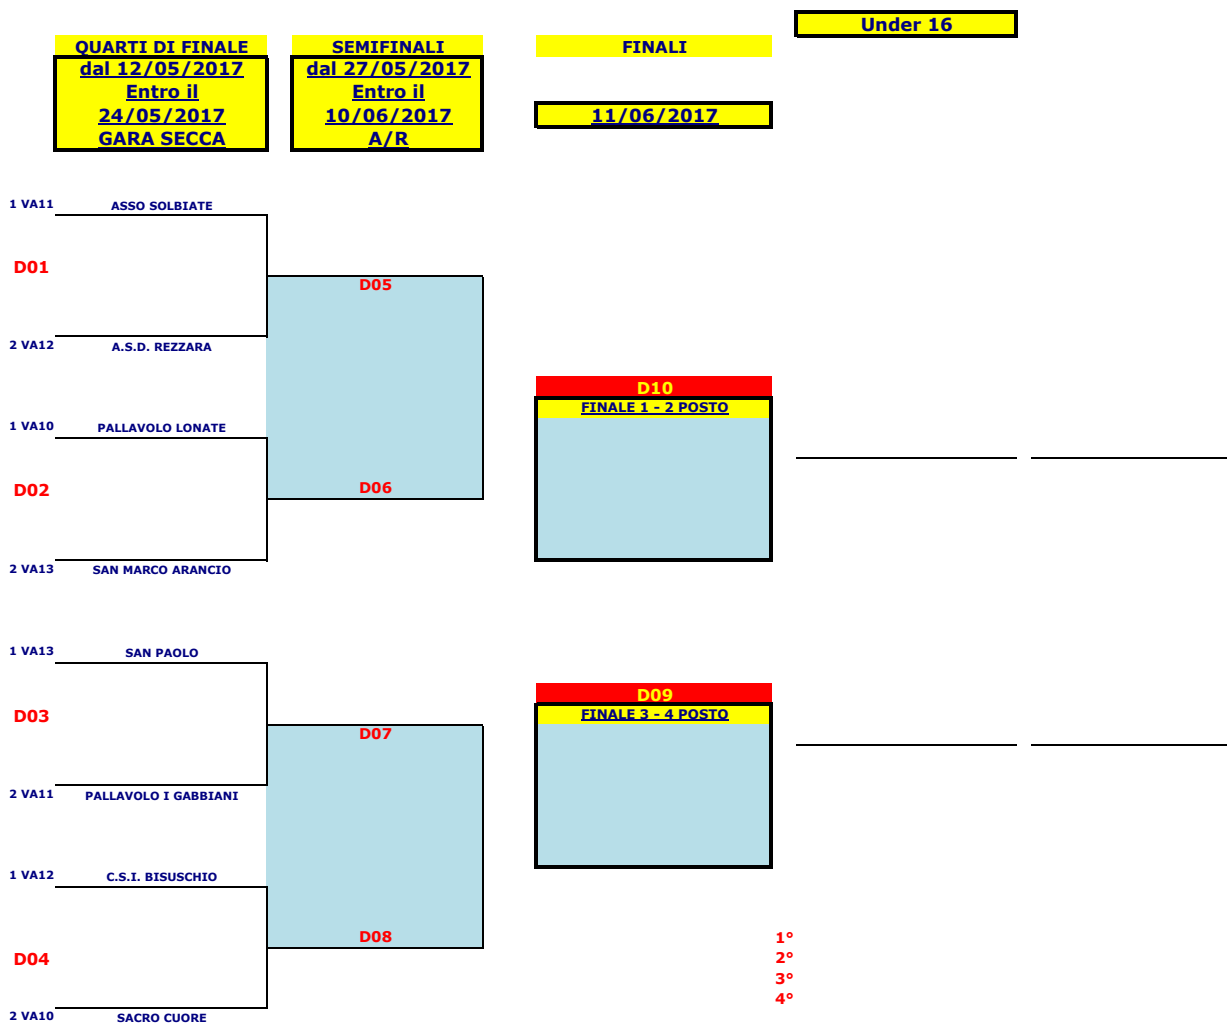 Under 16
QUARTI DI FINALE
SEMIFINALI
FINALI
dal 12/05/2017
Entro il
24/05/2017
GARA SECCA
dal 27/05/2017
Entro il
10/06/2017
A/R
11/06/2017
1 VA11 ASSO SOLBIATE
D01
D05
2 VA12 A.S.D. REZZARA
D10
FINALE 1 - 2 POSTO
1 VA10 PALLAVOLO LONATE
D02
D06
2 VA13 SAN MARCO ARANCIO
1 VA13 SAN PAOLO
D03
D07
D09
FINALE 3 - 4 POSTO
2 VA11 PALLAVOLO I GABBIANI
1 VA12 C.S.I. BISUSCHIO
D08
D04
1°
2°
3°
4°
2 VA10 SACRO CUORE